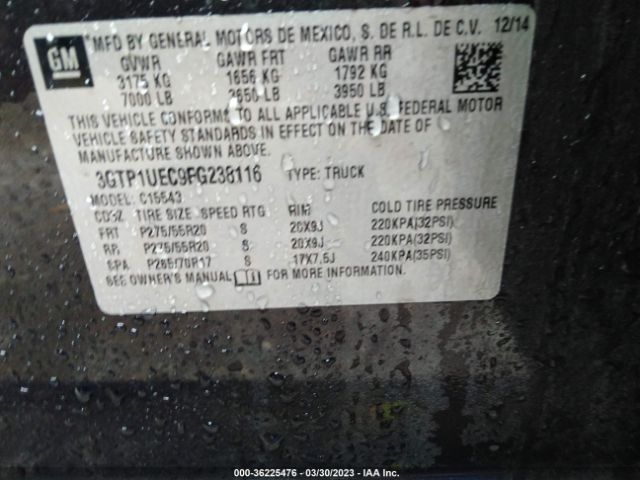 GM
MFD BY GENERAL MOTORS DE MEXICO, S. DE R.L. DE C.V. 12/14
GVWR GAWR FRT GAWR RR
3175 KG 1656 KG 1792 KG
7000 LB 3650 LB 3950 LB
THIS VEHICLE CONFORMS TO ALL APPLICABLE U.S. FEDERAL MOTOR
VEHICLE SAFETY STANDARDS IN EFFECT ON THE DATE OF
MANUFACTURE SHOWN ABOVE.
3GTP1UEC9FG238116 TYPE: TRUCK
MODEL: C15543
TIRE SIZE SPEED RTG RIM COLD TIRE PRESSURE
FRT P275/55R20 S 20X9J 220KPA(32PSI)
RR P275/55R20 S 20X9J 220KPA(32PSI)
SPA P265/70R17 S 17X7.5J 240KPA(35PSI)
SEE OWNER'S MANUAL FOR MORE INFORMATION.
000-36225476 - 03/30/2023 - IAA Inc.